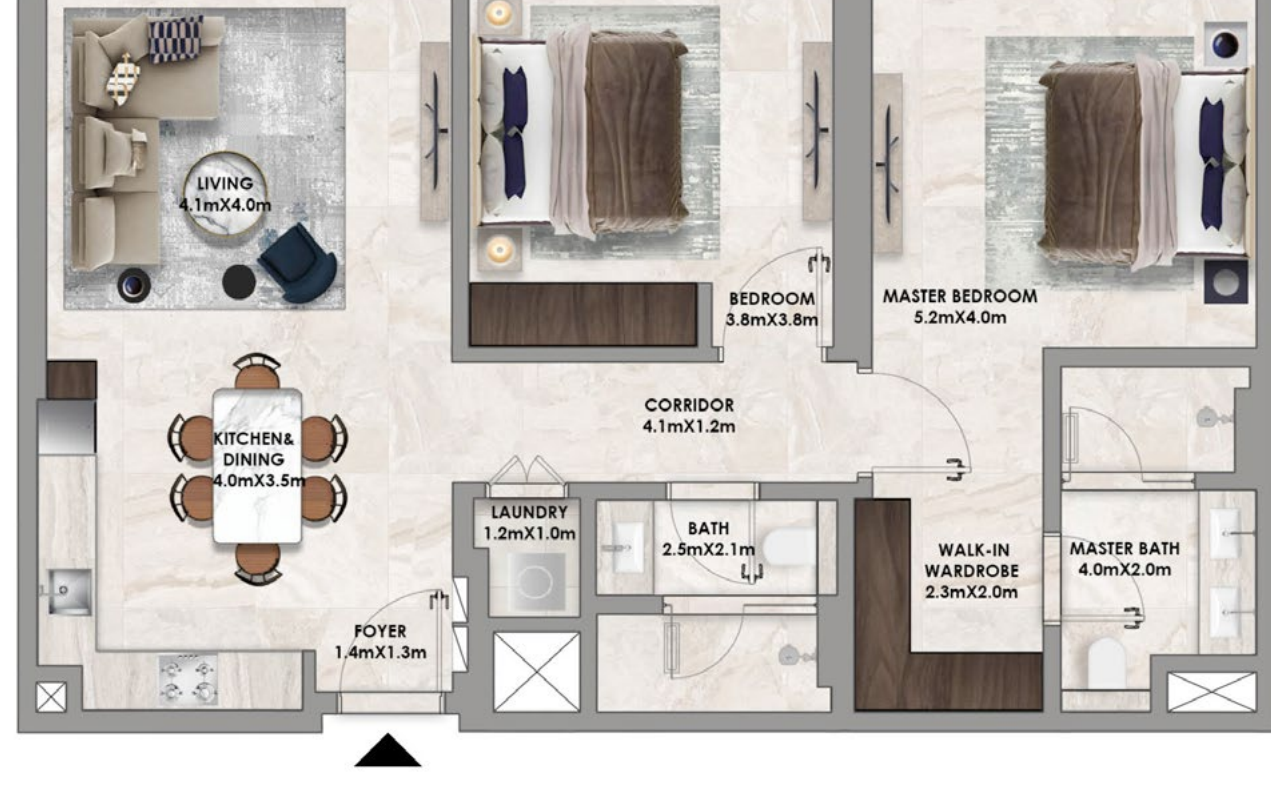 LIVING
4.1mX4.0m
BEDROOM
3.8mX3.8m
MASTER BEDROOM
5.2mX4.0m
CORRIDOR
4.1mX1.2m
KITCHEN&
DINING
4.0mX3.5m
LAUNDRY
1.2mX1.0m
BATH
2.5mX2.1m
WALK-IN
WARDROBE
2.3mX2.0m
MASTER BATH
4.0mX2.0m
FOYER
1.4mX1.3m